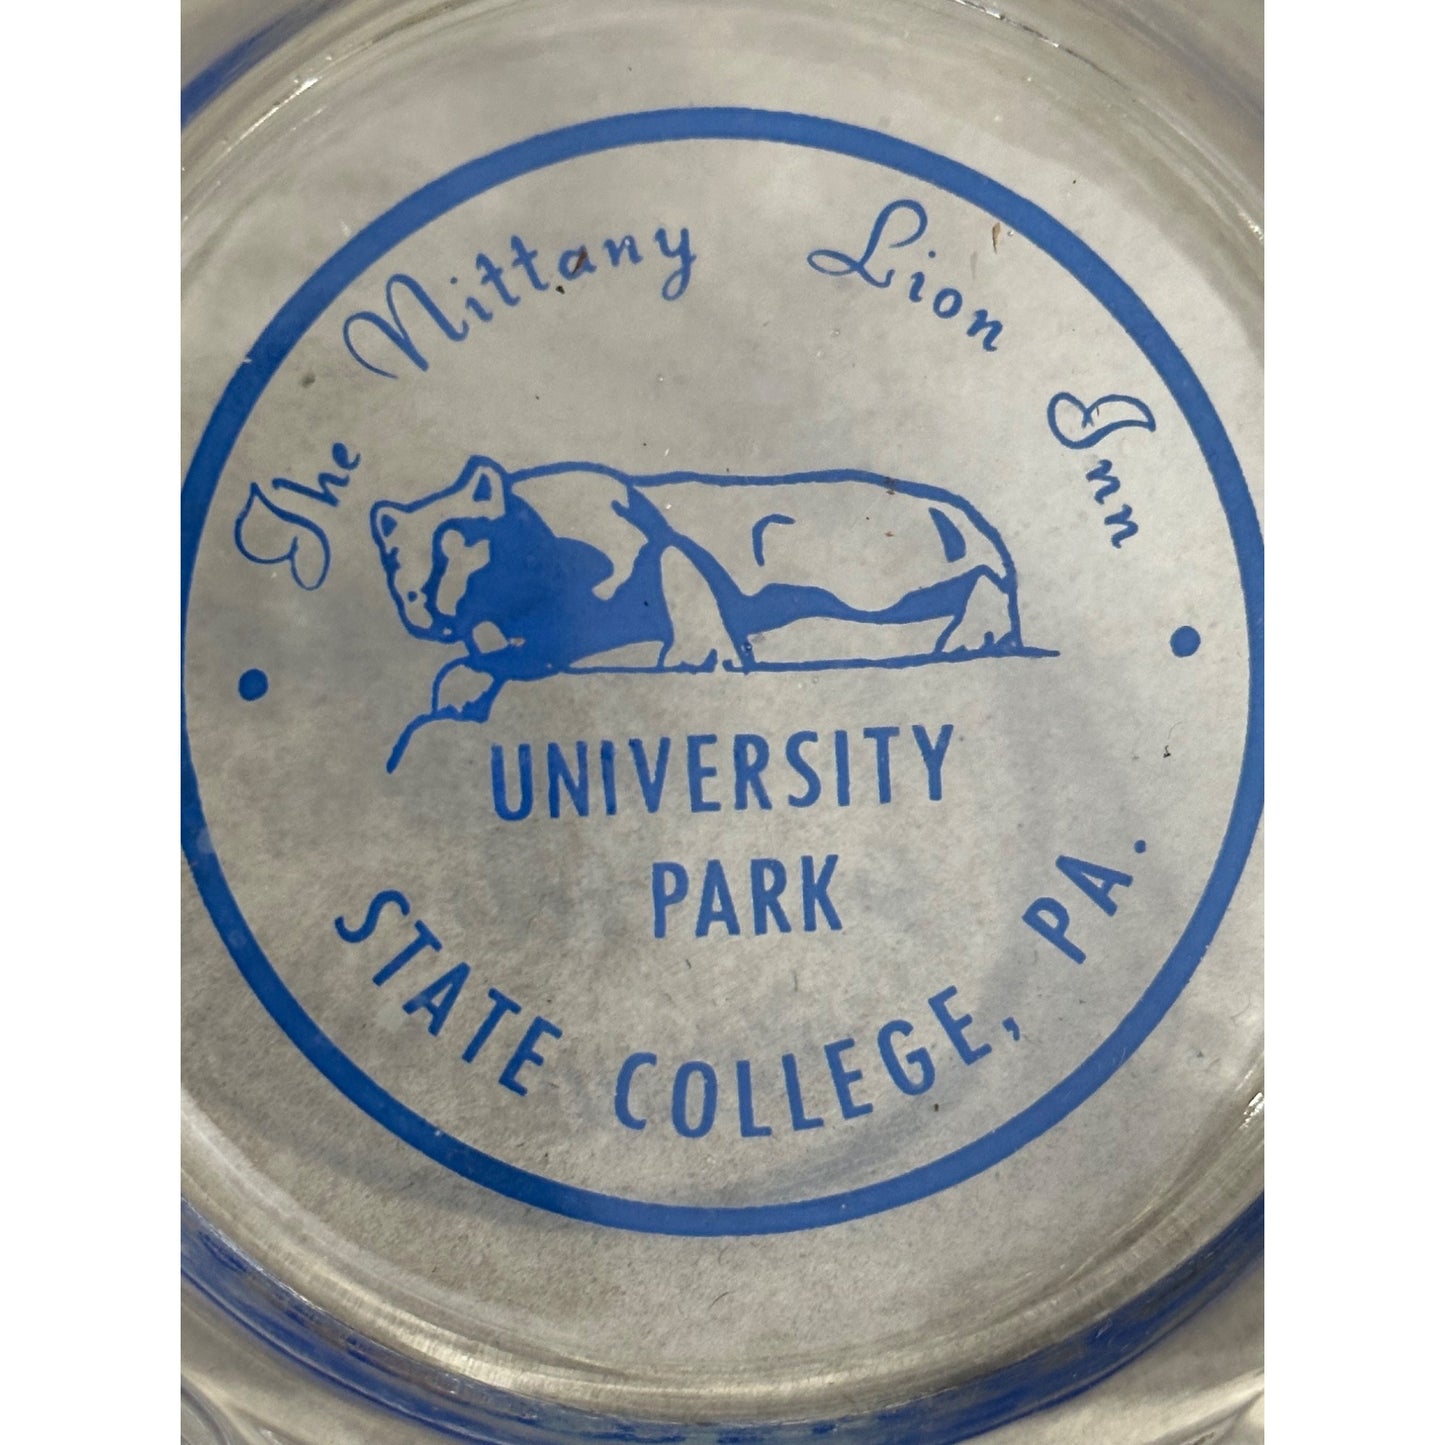 The Nittany Lion Inn
UNIVERSITY
PARK
STATE COLLEGE, PA.